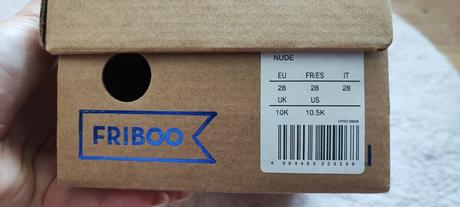 NUDE
EU FR/ES IT
28 28 28
UK US
10K 10.5K
FRIBOO